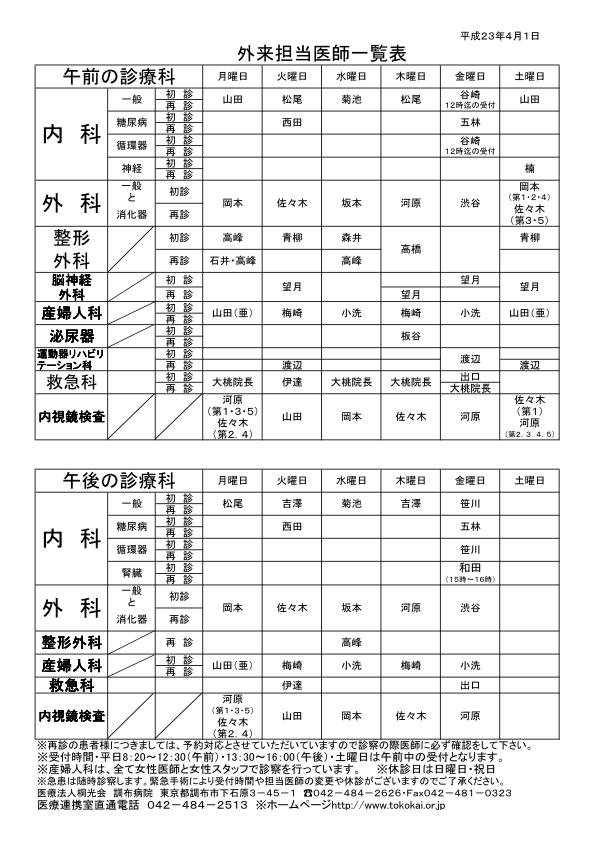 平成23年4月1日
外来担当医師一覧表
午前の診療科 月曜日 火曜日 水曜日 木曜日 金曜日 土曜日
内 科 一般 初 診 再 診 山田 松尾 菊池 松尾 谷崎 12時迄の受付 山田
糖尿病 初 診 再 診 西田 五林
循環器 初 診 再 診 谷崎 12時迄の受付
神経 初 診 再 診 楠
外 科 一般と消化器 初診 再診 岡本 佐々木 坂本 河原 渋谷 岡本 (第1・2・4) 佐々木 (第3・5)
整形外科 初診 高峰 青柳 森井 高橋 青柳
再診 石井・高峰 高峰
脳神経外科 初 診 望月 望月 望月
再 診 望月
産婦人科 初 診 再 診 山田(亜) 梅崎 小洗 梅崎 小洗 山田(亜)
泌尿器 初 診 再 診 板谷
運動器リハビリテーション科 初 診 渡辺
再 診 渡辺 渡辺
救急科 初 診 再 診 大桃院長 伊達 大桃院長 大桃院長 出口 大桃院長
内視鏡検査 河原 (第1・3・5) 佐々木 (第2.4) 山田 岡本 佐々木 河原 佐々木 (第1) 河原 (第2.3.4.5)
午後の診療科 月曜日 火曜日 水曜日 木曜日 金曜日 土曜日
内 科 一般 初 診 再 診 松尾 吉澤 菊池 吉澤 笹川
糖尿病 初 診 再 診 西田 五林
循環器 初 診 再 診 笹川
腎臓 初 診 再 診 和田 (15時~16時)
外 科 一般と消化器 初診 再診 岡本 佐々木 坂本 河原 渋谷
整形外科 再 診 高峰
産婦人科 初 診 再 診 山田(亜) 梅崎 小洗 梅崎 小洗
救急科 伊達 出口
内視鏡検査 河原 (第1・3・5) 佐々木 (第2.4) 山田 岡本 佐々木 河原
※再診の患者様につきましては、予約対応とさせていただいていますので診察の際医師に必ず確認をして下さい。
※受付時間・平日8:20~12:30(午前)・13:30~16:00(午後)・土曜日は午前中の受付となります。
※産婦人科は、全て女性医師と女性スタッフで診察を行っています。 ※休診日は日曜日・祝日
※急患は随時診察します。緊急手術により受付時間や担当医師の変更や休診がございますのでご了承ください。
医療法人桐光会 調布病院 東京都調布市下石原3-45-1 ☎042-484-2626・Fax042-481-0323
医療連携室直通電話 042-484-2513 ※ホームページhttp://www.tokokai.or.jp